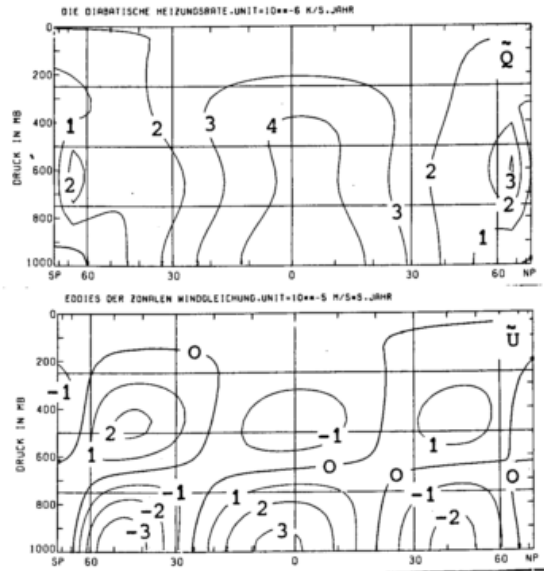 DIE DIABATISCHE HEIZUNGSRATE.UNIT=10**-6 K/S.JAHR
0
200
400
600
800
1000
DRUCK IN MB
Q̃
1 2 3 4
2 2 3
3 2
1
SP 60 30 0 30 60 NP
EDDIES DER ZONALEN WINDGLEICHUNG.UNIT=10**-5 M/S*S.JAHR
0
200
400
600
800
1000
DRUCK IN MB
Ũ
0
-1
2 -1 1
1 0 0 0
-1 1 -1
-2 2 -2
-3 3
SP 60 30 0 30 60 NP